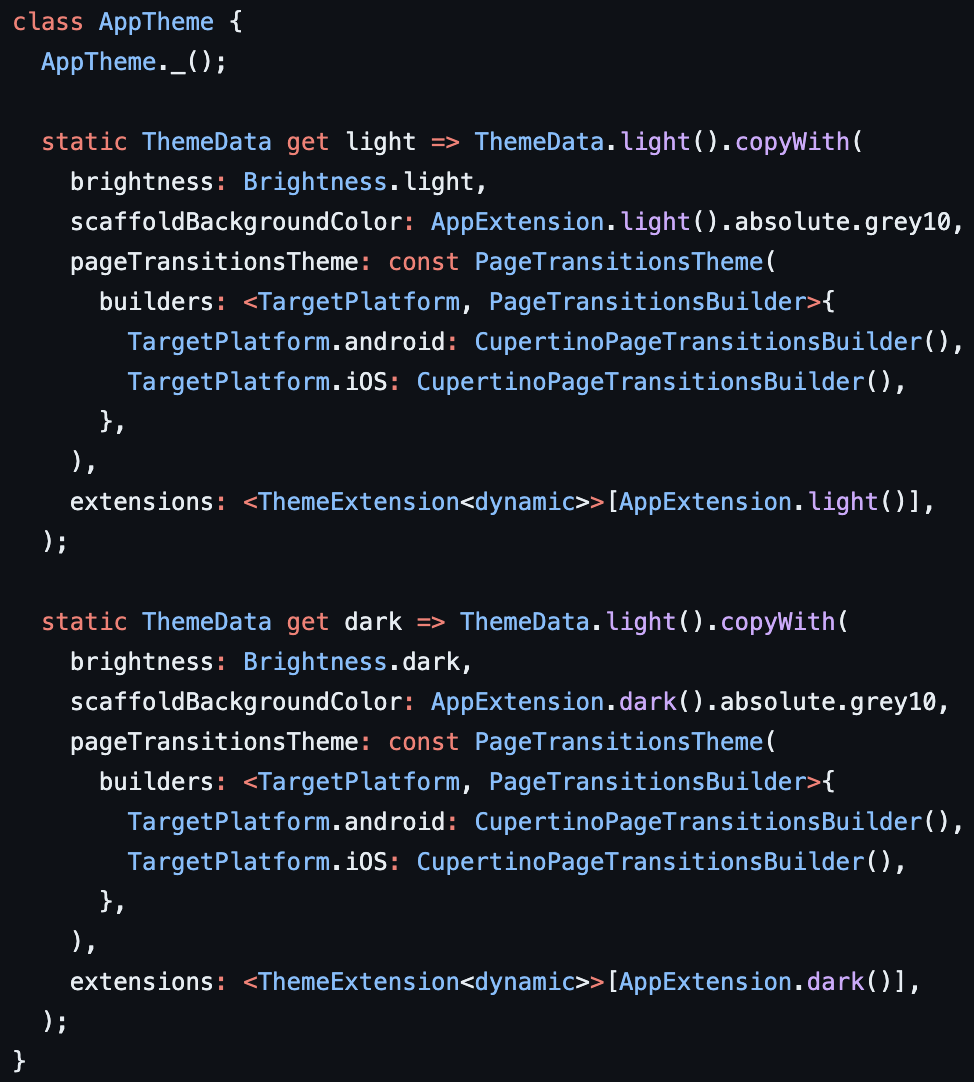 class AppTheme {
  AppTheme._();

  static ThemeData get light => ThemeData.light().copyWith(
    brightness: Brightness.light,
    scaffoldBackgroundColor: AppExtension.light().absolute.grey10,
    pageTransitionsTheme: const PageTransitionsTheme(
      builders: <TargetPlatform, PageTransitionsBuilder>{
        TargetPlatform.android: CupertinoPageTransitionsBuilder(),
        TargetPlatform.iOS: CupertinoPageTransitionsBuilder(),
      },
    ),
    extensions: <ThemeExtension<dynamic>>[AppExtension.light()],
  );

  static ThemeData get dark => ThemeData.light().copyWith(
    brightness: Brightness.dark,
    scaffoldBackgroundColor: AppExtension.dark().absolute.grey10,
    pageTransitionsTheme: const PageTransitionsTheme(
      builders: <TargetPlatform, PageTransitionsBuilder>{
        TargetPlatform.android: CupertinoPageTransitionsBuilder(),
        TargetPlatform.iOS: CupertinoPageTransitionsBuilder(),
      },
    ),
    extensions: <ThemeExtension<dynamic>>[AppExtension.dark()],
  );
}